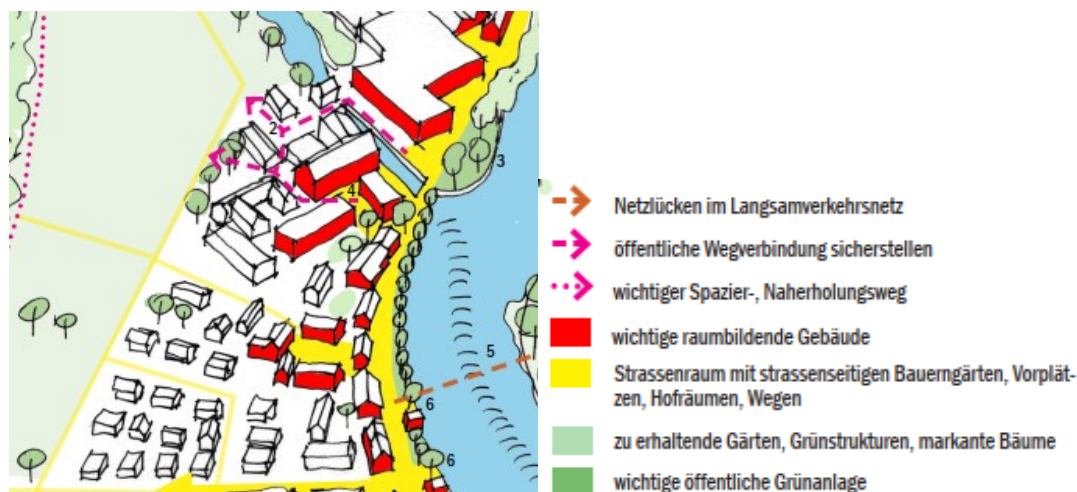 2
3
4
5
6
6
Netzlücken im Langsamverkehrsnetz
öffentliche Wegverbindung sicherstellen
wichtiger Spazier-, Naherholungsweg
wichtige raumbildende Gebäude
Strassenraum mit strassenseitigen Bauerngärten, Vorplät-
zen, Hofräumen, Wegen
zu erhaltende Gärten, Grünstrukturen, markante Bäume
wichtige öffentliche Grünanlage